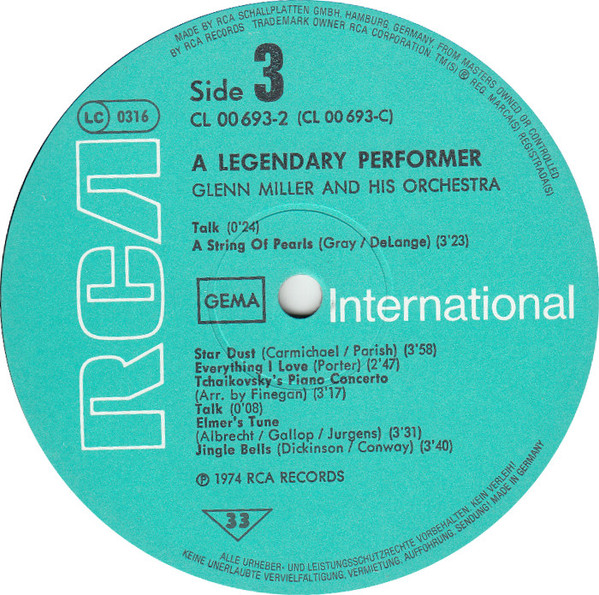 MADE BY RCA SCHALLPLATTEN GMBH, HAMBURG, GERMANY, FROM MASTERS OWNED OR CONTROLLED
BY RCA RECORDS · TRADEMARK OWNER RCA CORPORATION · TM(S) ® REG. MARCA(S) REGISTRADA(S)
Side 3
LC 0316
CL 00693-2 (CL 00 693-C)
RCA
A LEGENDARY PERFORMER
GLENN MILLER AND HIS ORCHESTRA
Talk (0'24)
A String Of Pearls (Gray / DeLange) (3'23)
GEMA
International
Star Dust (Carmichael / Parish) (3'58)
Everything I Love (Porter) (2'47)
Tchaikovsky's Piano Concerto
(Arr. by Finegan) (3'17)
Talk (0'08)
Elmer's Tune
(Albrecht / Gallop / Jurgens) (3'31)
Jingle Bells (Dickinson / Conway) (3'40)
℗ 1974 RCA RECORDS
33
ALLE URHEBER- UND LEISTUNGSSCHUTZRECHTE VORBEHALTEN. KEIN VERLEIH!
KEINE UNERLAUBTE VERVIELFÄLTIGUNG, VERMIETUNG, AUFFÜHRUNG, SENDUNG! MADE IN GERMANY